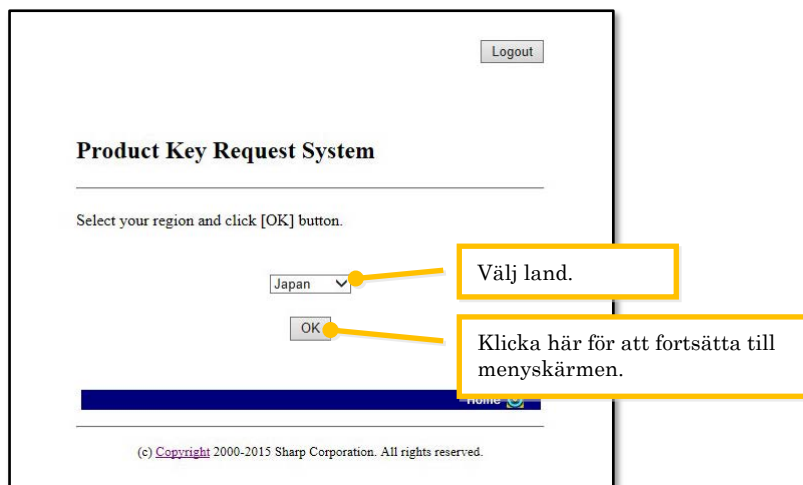 Logout
Product Key Request System
Select your region and click [OK] button.
Japan
Välj land.
OK
Klicka här för att fortsätta till
menyskärmen.
Home
(c) Copyright 2000-2015 Sharp Corporation. All rights reserved.